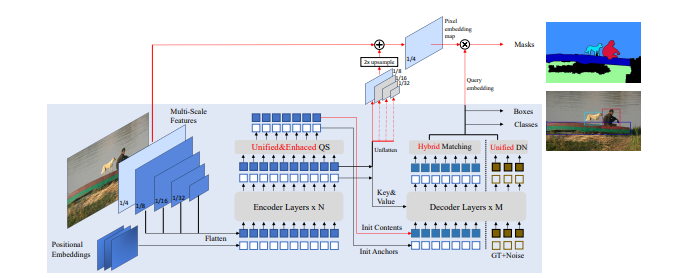 Pixel
embedding
map
Masks
2x upsample
1/4
1/8
1/16
1/32
Query
embedding
Multi-Scale
Features
Boxes
Classes
Unified&Enhaced QS
Unflatten
Hybrid Matching
Unified DN
1/4
1/8
1/16
1/32
Key&
Value
Encoder Layers x N
Decoder Layers x M
Positional
Embeddings
Flatten
Init Contents
Init Anchors
GT+Noise